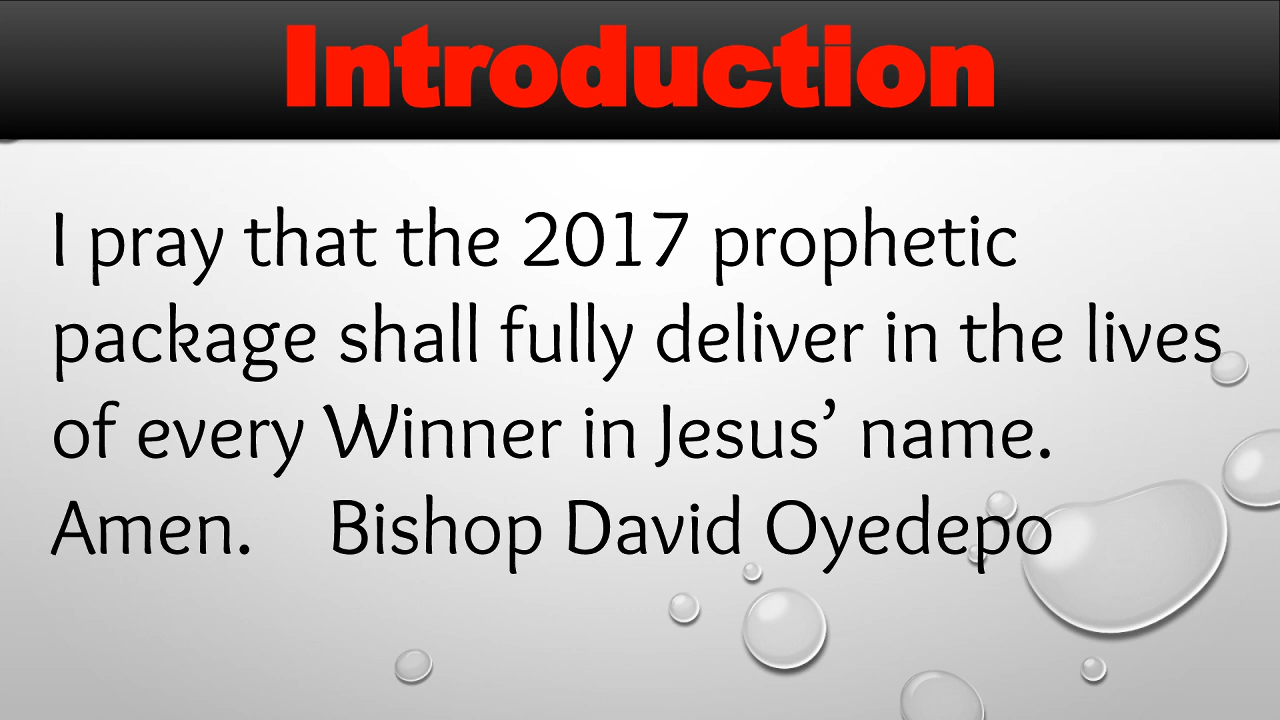 Introduction
I pray that the 2017 prophetic
package shall fully deliver in the lives
of every Winner in Jesus’ name.
Amen. Bishop David Oyedepo